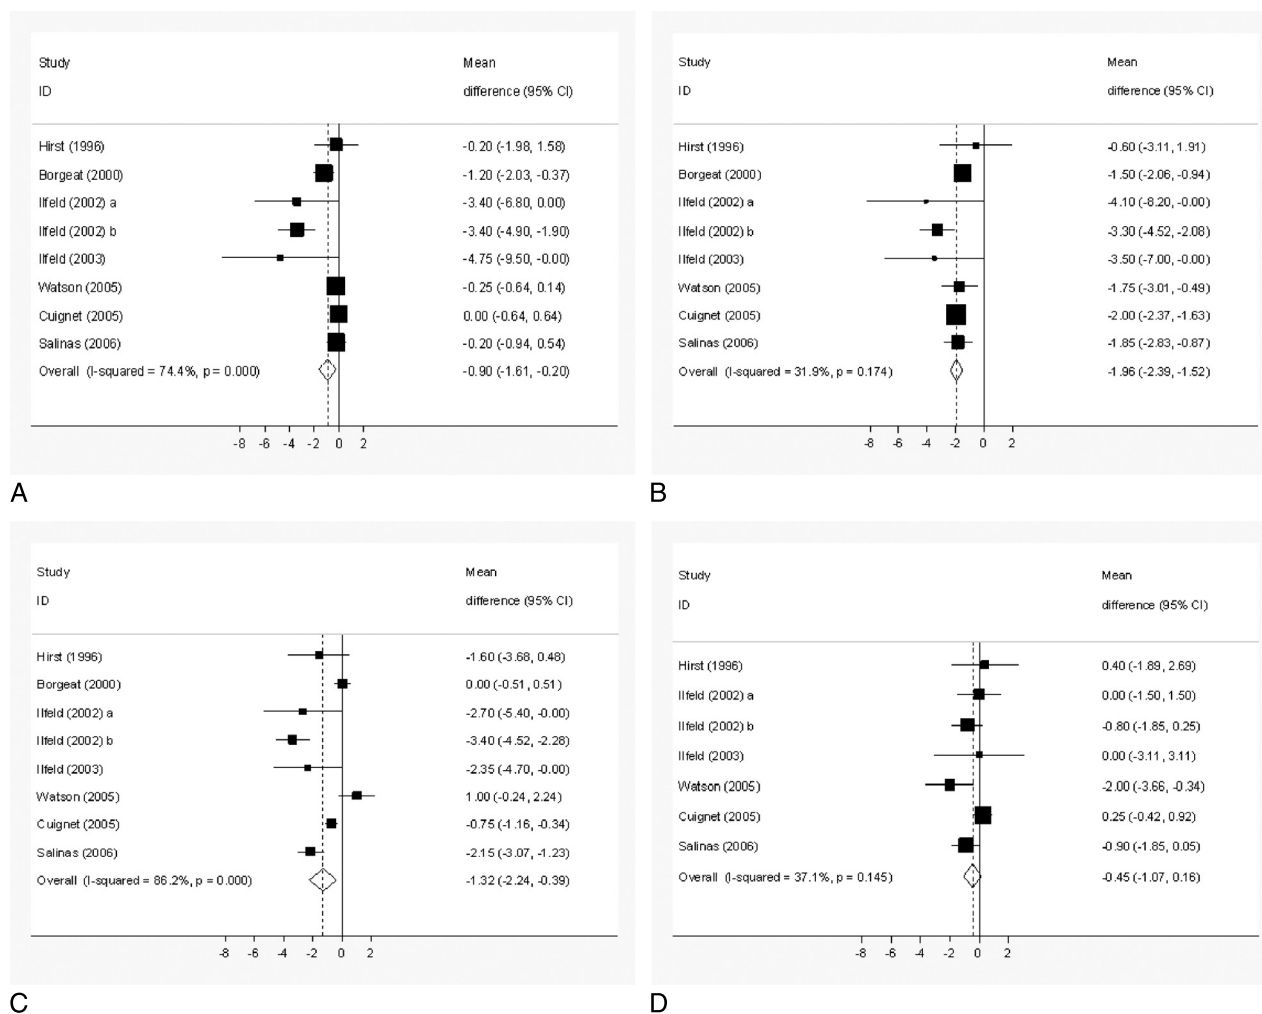 Study Mean
ID difference (95% CI)
Hirst (1996) -0.20 (-1.98, 1.58)
Borgeat (2000) -1.20 (-2.03, -0.37)
Ilfeld (2002) a -3.40 (-6.80, 0.00)
Ilfeld (2002) b -3.40 (-4.90, -1.90)
Ilfeld (2003) -4.75 (-9.50, -0.00)
Watson (2005) -0.25 (-0.64, 0.14)
Cuignet (2005) 0.00 (-0.64, 0.64)
Salinas (2006) -0.20 (-0.94, 0.54)
Overall (I-squared = 74.4%, p = 0.000) -0.90 (-1.61, -0.20)
-8 -6 -4 -2 0 2
A
Study Mean
ID difference (95% CI)
Hirst (1996) -0.60 (-3.11, 1.91)
Borgeat (2000) -1.50 (-2.06, -0.94)
Ilfeld (2002) a -4.10 (-8.20, -0.00)
Ilfeld (2002) b -3.30 (-4.52, -2.08)
Ilfeld (2003) -3.50 (-7.00, -0.00)
Watson (2005) -1.75 (-3.01, -0.49)
Cuignet (2005) -2.00 (-2.37, -1.63)
Salinas (2006) -1.85 (-2.83, -0.87)
Overall (I-squared = 31.9%, p = 0.174) -1.96 (-2.39, -1.52)
-8 -6 -4 -2 0 2
B
Study Mean
ID difference (95% CI)
Hirst (1996) -1.60 (-3.68, 0.48)
Borgeat (2000) 0.00 (-0.51, 0.51)
Ilfeld (2002) a -2.70 (-5.40, -0.00)
Ilfeld (2002) b -3.40 (-4.52, -2.28)
Ilfeld (2003) -2.35 (-4.70, -0.00)
Watson (2005) 1.00 (-0.24, 2.24)
Cuignet (2005) -0.75 (-1.16, -0.34)
Salinas (2006) -2.15 (-3.07, -1.23)
Overall (I-squared = 86.2%, p = 0.000) -1.32 (-2.24, -0.39)
-8 -6 -4 -2 0 2
C
Study Mean
ID difference (95% CI)
Hirst (1996) 0.40 (-1.89, 2.69)
Ilfeld (2002) a 0.00 (-1.50, 1.50)
Ilfeld (2002) b -0.80 (-1.85, 0.25)
Ilfeld (2003) 0.00 (-3.11, 3.11)
Watson (2005) -2.00 (-3.66, -0.34)
Cuignet (2005) 0.25 (-0.42, 0.92)
Salinas (2006) -0.90 (-1.85, 0.05)
Overall (I-squared = 37.1%, p = 0.145) -0.45 (-1.07, 0.16)
-8 -6 -4 -2 0 2
D